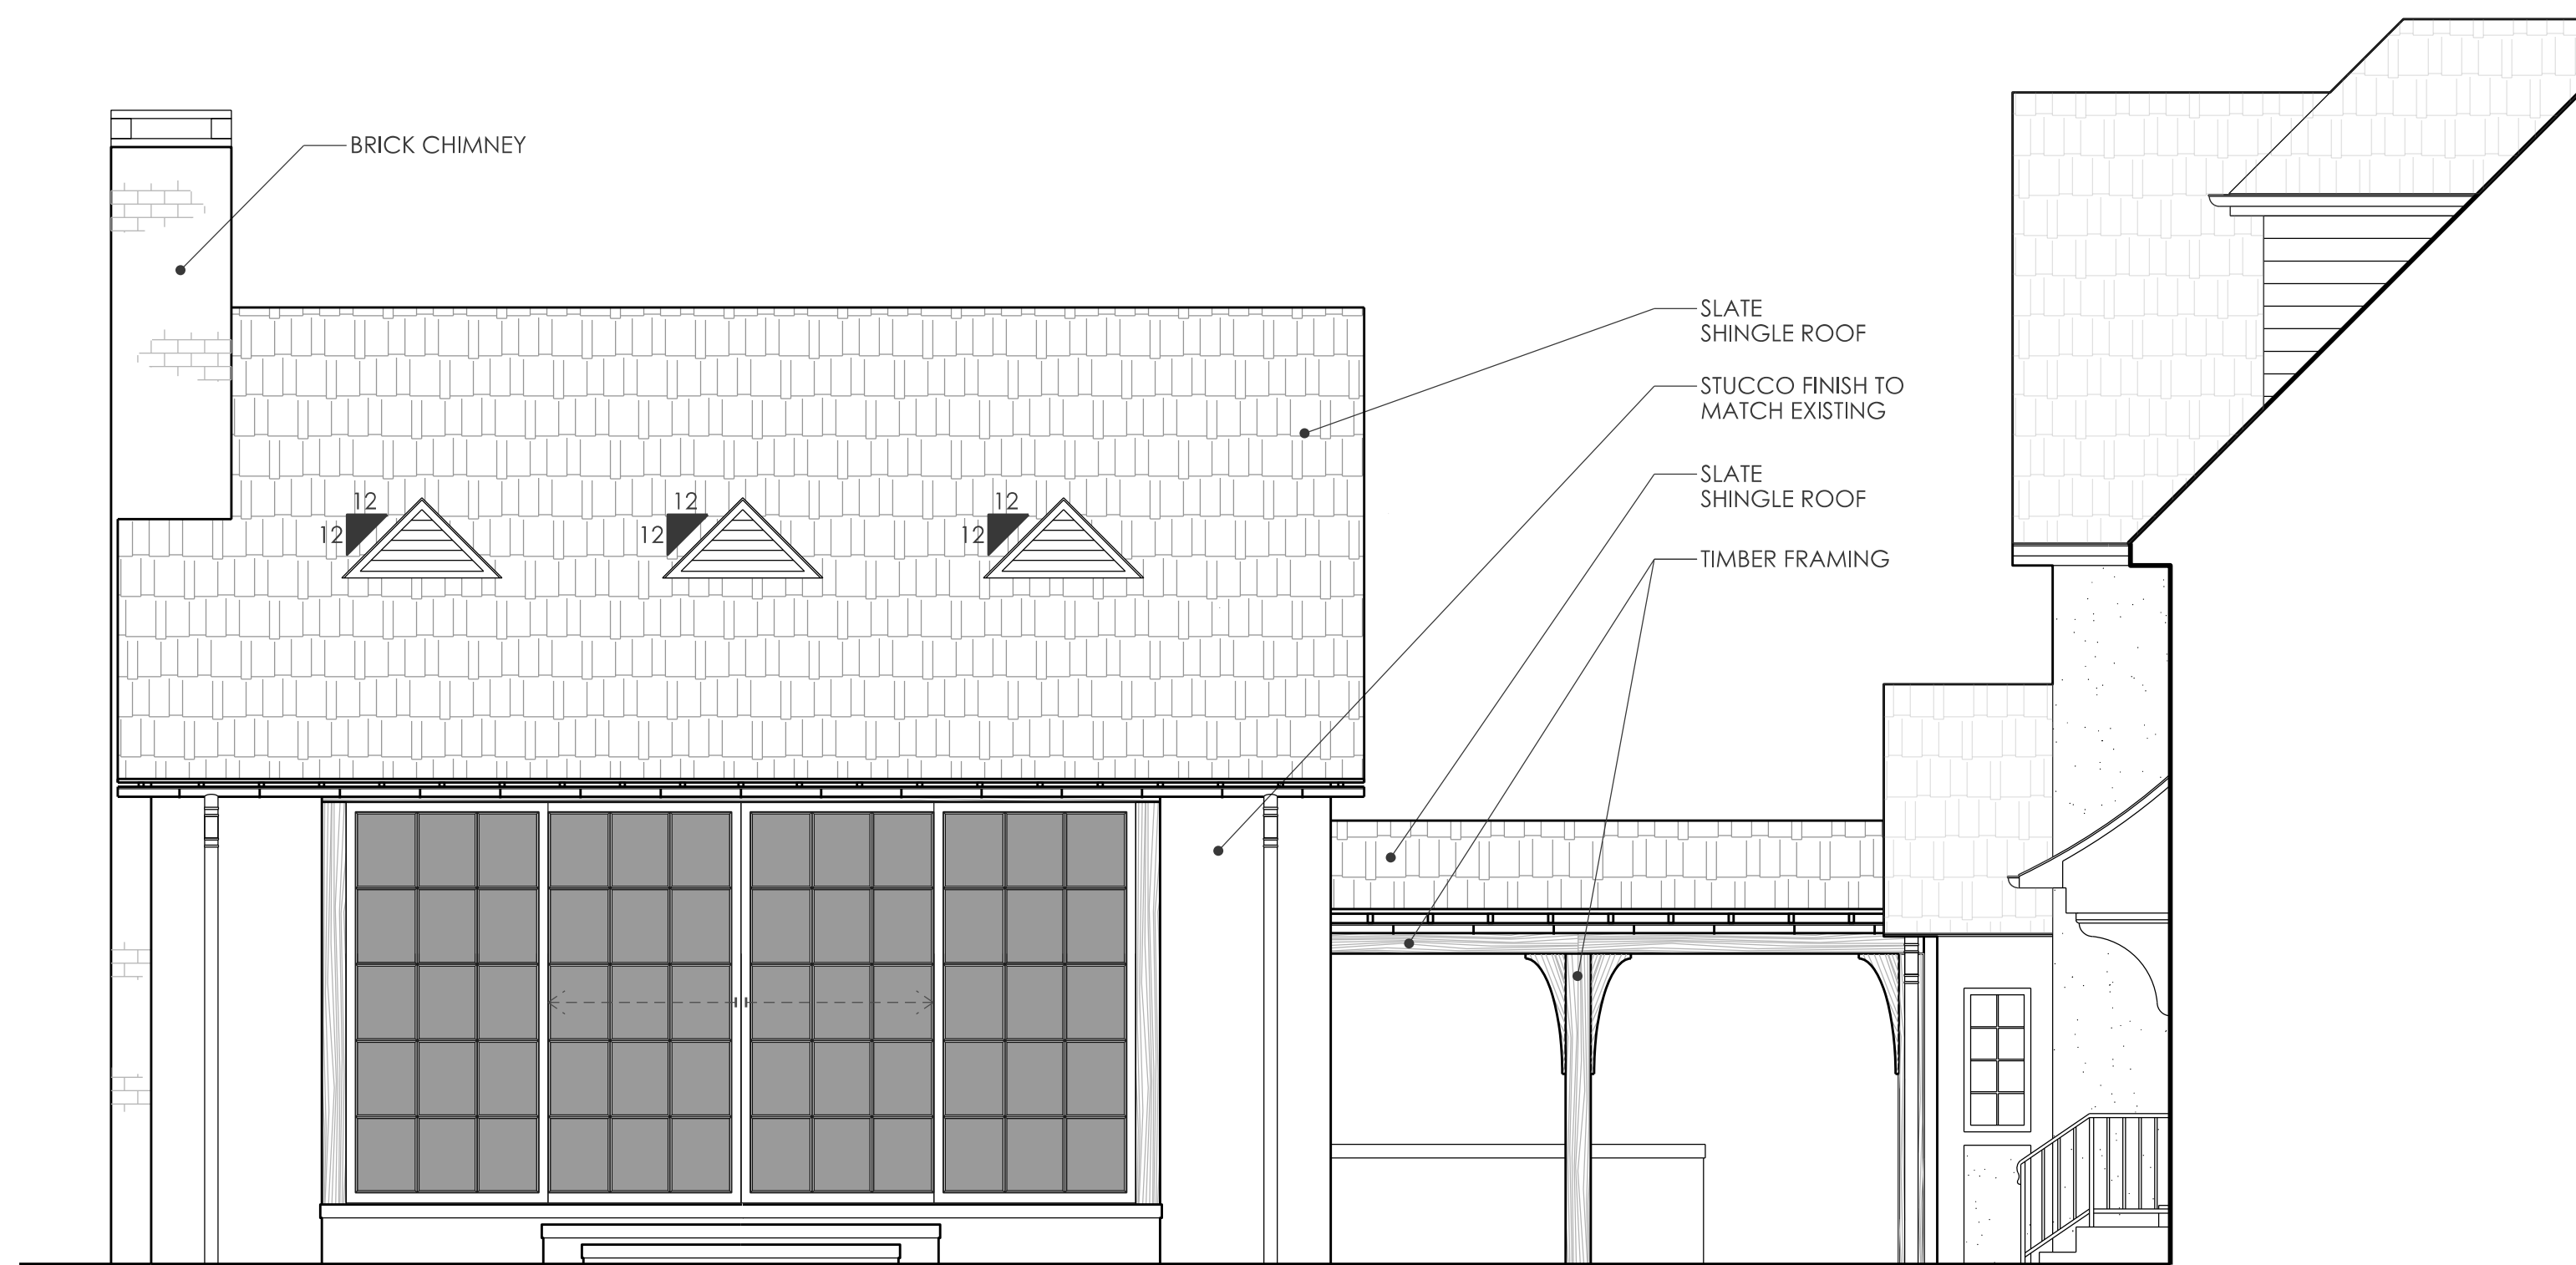 BRICK CHIMNEY
SLATE
SHINGLE ROOF
STUCCO FINISH TO
MATCH EXISTING
SLATE
SHINGLE ROOF
TIMBER FRAMING
12
12
12
12
12
12